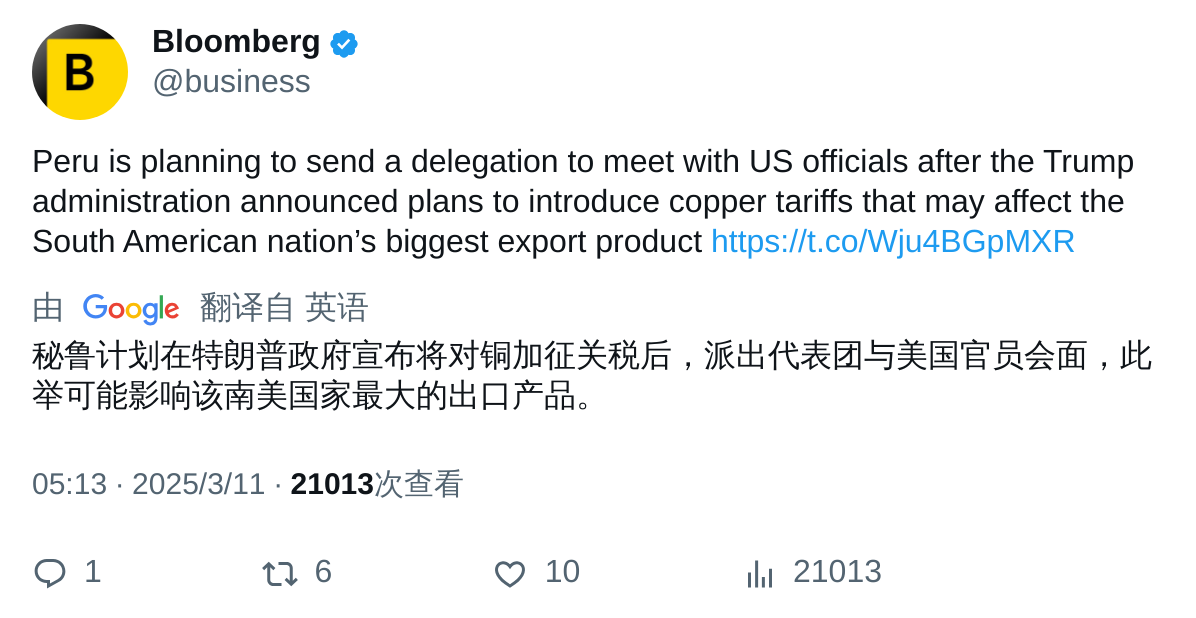 B
Bloomberg
@business
Peru is planning to send a delegation to meet with US officials after the Trump
administration announced plans to introduce copper tariffs that may affect the
South American nation’s biggest export product https://t.co/Wju4BGpMXR
由 Google 翻译自 英语
秘鲁计划在特朗普政府宣布将对铜加征关税后，派出代表团与美国官员会面，此
举可能影响该南美国家最大的出口产品。
05:13 · 2025/3/11 · 21013次查看
1 6 10 21013